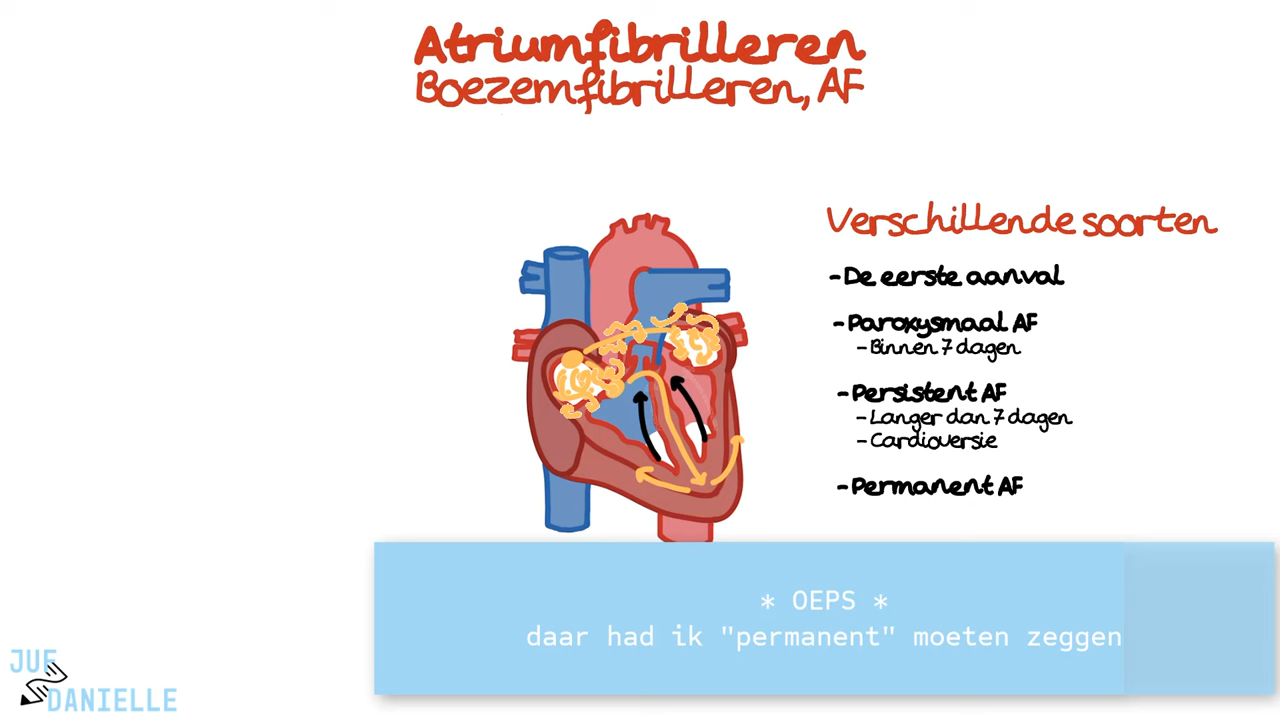 Atriumfibrilleren
Boezemfibrilleren, AF
Verschillende soorten
- De eerste aanval
- Paroxysmaal AF
- Binnen 7 dagen
- Persistent AF
- Langer dan 7 dagen
- Cardioversie
- Permanent AF
* OEPS *
daar had ik "permanent" moeten zeggen
JUF
DANIELLE